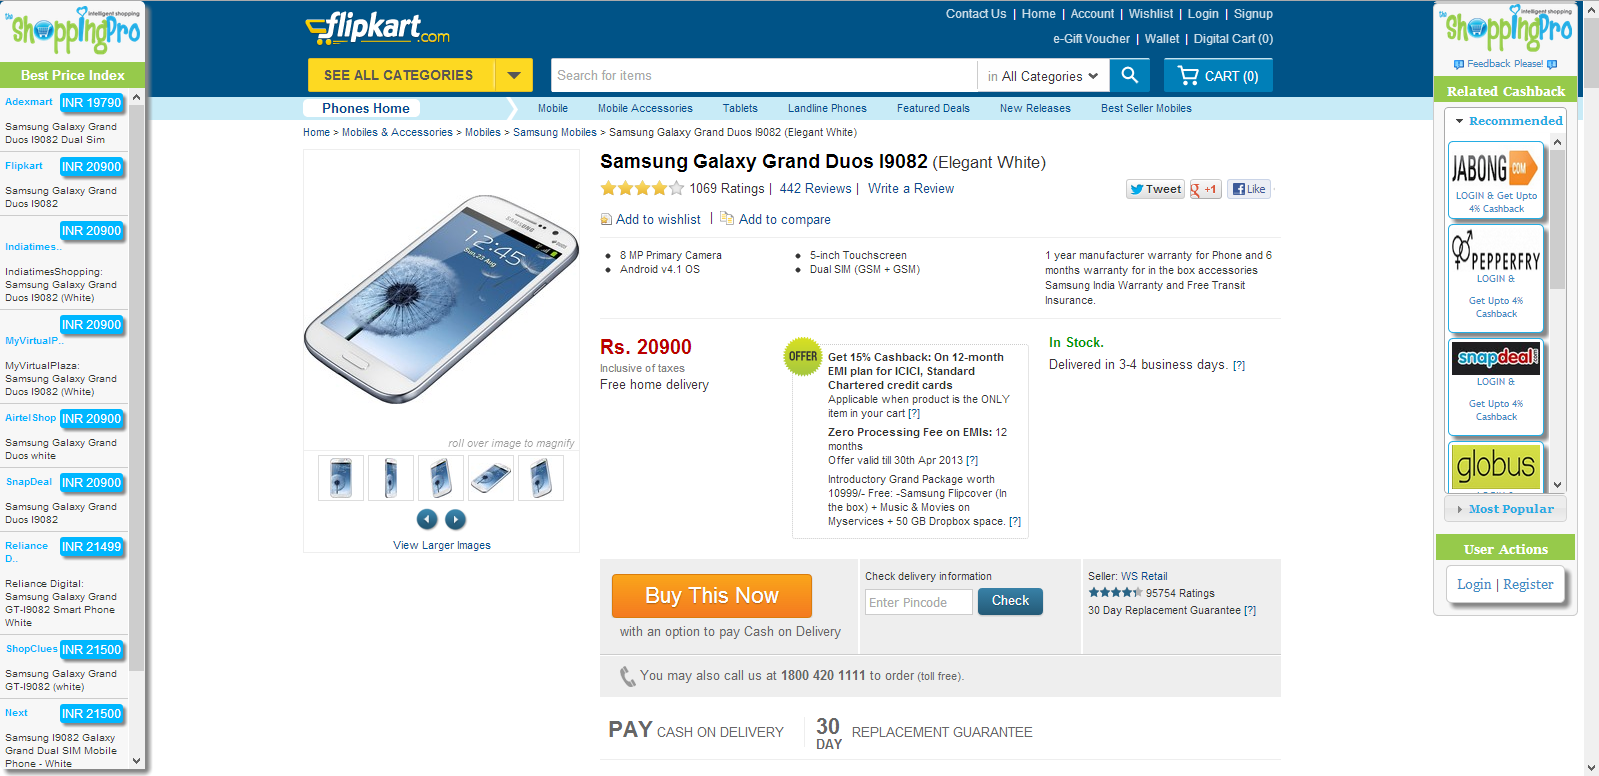 the
intelligent shopping
ShoppingPro
Best Price Index
Adexmart INR 19790
Samsung Galaxy Grand
Duos I9082 Dual Sim
Flipkart INR 20900
Samsung Galaxy Grand
Duos I9082
INR 20900
Indiatimes..
IndiatimesShopping:
Samsung Galaxy Grand
Duos I9082 (White)
INR 20900
MyVirtualP..
MyVirtualPlaza:
Samsung Galaxy Grand
Duos I9082 (White)
AirtelShop INR 20900
Samsung Galaxy Grand
Duos white
SnapDeal INR 20900
Samsung Galaxy Grand
Duos I9082
Reliance INR 21499
D..
Reliance Digital:
Samsung Galaxy Grand
GT-I9082 Smart Phone
White
ShopClues INR 21500
Samsung Galaxy Grand
GT-I9082 (white)
Next INR 21500
Samsung I9082 Galaxy
Grand Dual SIM Mobile
Phone - White
flipkart.com
Contact Us | Home | Account | Wishlist | Login | Signup
e-Gift Voucher | Wallet | Digital Cart (0)
SEE ALL CATEGORIES
Search for items
in All Categories
CART (0)
Phones Home
Mobile Mobile Accessories Tablets Landline Phones Featured Deals New Releases Best Seller Mobiles
Home > Mobiles & Accessories > Mobiles > Samsung Mobiles > Samsung Galaxy Grand Duos I9082 (Elegant White)
SAMSUNG
12:45
Sun,23 Aug
roll over image to magnify
View Larger Images
Samsung Galaxy Grand Duos I9082 (Elegant White)
1069 Ratings | 442 Reviews | Write a Review
Tweet
+1
Like
Add to wishlist | Add to compare
8 MP Primary Camera
Android v4.1 OS
5-inch Touchscreen
Dual SIM (GSM + GSM)
1 year manufacturer warranty for Phone and 6
months warranty for in the box accessories
Samsung India Warranty and Free Transit
Insurance.
Rs. 20900
Inclusive of taxes
Free home delivery
OFFER
Get 15% Cashback: On 12-month
EMI plan for ICICI, Standard
Chartered credit cards
Applicable when product is the ONLY
item in your cart [?]
Zero Processing Fee on EMIs: 12
months
Offer valid till 30th Apr 2013 [?]
Introductory Grand Package worth
10999/- Free: -Samsung Flipcover (In
the box) + Music & Movies on
Myservices + 50 GB Dropbox space. [?]
In Stock.
Delivered in 3-4 business days. [?]
Buy This Now
with an option to pay Cash on Delivery
Check delivery information
Enter Pincode
Check
Seller: WS Retail
95754 Ratings
30 Day Replacement Guarantee [?]
You may also call us at 1800 420 1111 to order (toll free).
PAY CASH ON DELIVERY
30 DAY REPLACEMENT GUARANTEE
the
intelligent shopping
ShoppingPro
Feedback Please!
Related Cashback
Recommended
JABONG.COM
LOGIN & Get Upto
4% Cashback
PEPPERFRY
LOGIN &
Get Upto 4%
Cashback
snapdeal.com
LOGIN &
Get Upto 4%
Cashback
globus
LOGIN &
Most Popular
User Actions
Login | Register